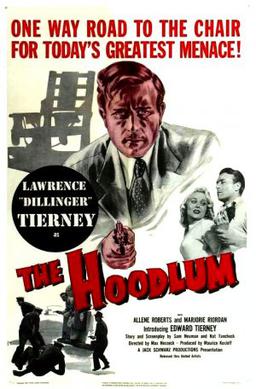 ONE WAY ROAD TO THE CHAIR
FOR TODAY'S GREATEST MENACE!
LAWRENCE
"DILLINGER"
TIERNEY
as
THE HOODLUM
with
ALLENE ROBERTS and MARJORIE RIORDAN
Introducing EDWARD TIERNEY
Story and Screenplay by Sam Neuman and Nat Tanchuck
Directed by Max Nosseck - Produced by Maurice Kosloff
A JACK SCHWARZ PRODUCTIONS Presentation
Released thru United Artists